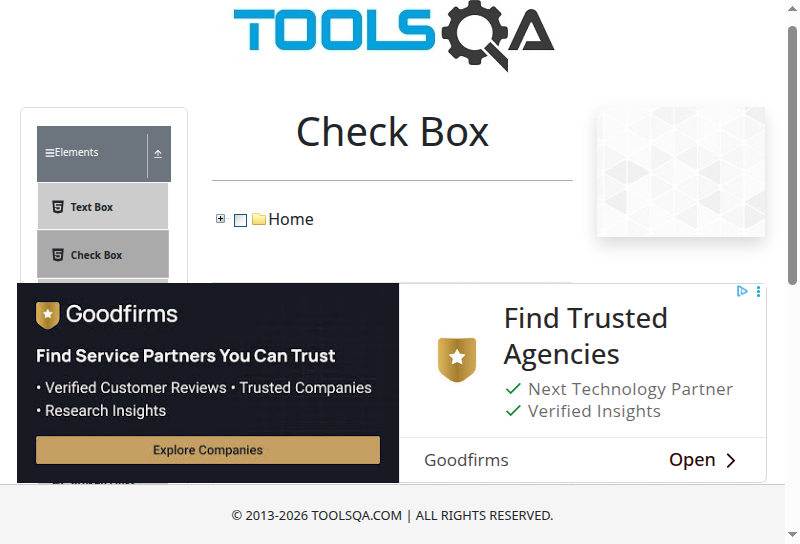 TOOLSQA
Check Box
Elements
Text Box
Check Box
Home
Goodfirms
Find Service Partners You Can Trust
• Verified Customer Reviews • Trusted Companies
• Research Insights
Explore Companies
Find Trusted
Agencies
Next Technology Partner
Verified Insights
Goodfirms
Open
© 2013-2026 TOOLSQA.COM | ALL RIGHTS RESERVED.